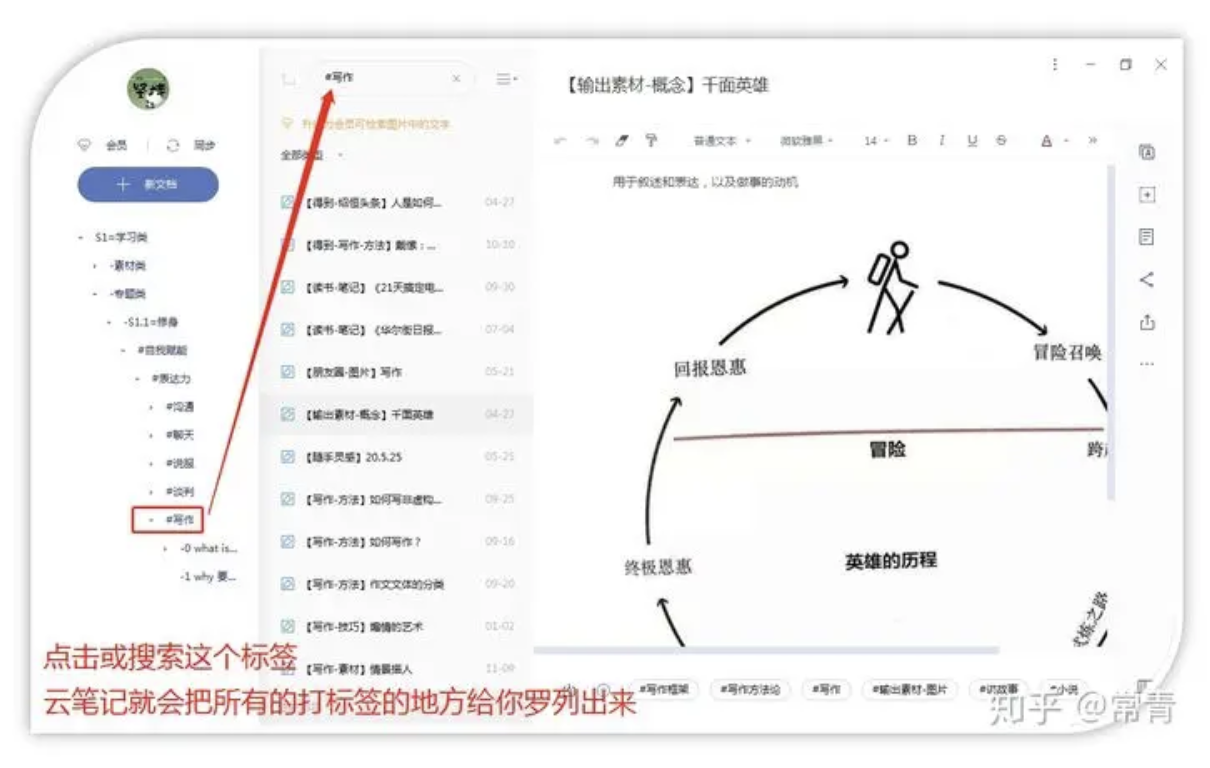 会员
同步
+ 新文档
S1=学习类
-素材类
-专题类
-S1.1=修身
#自我赋能
#表达力
#沟通
#聊天
#说服
#谈判
#写作
-0 what is...
-1 why 要...
#写作
升级为会员可检索图片中的文字
全部类型
【得到-邵恒头条】人是如何... 04-27
【得到-写作-方法】戴愫：... 10-10
【读书-笔记】《21天搞定电... 09-30
【读书-笔记】《华尔街日报... 07-04
【朋友圈-图片】写作 05-21
【输出素材-概念】千面英雄 04-27
【随手灵感】20.5.25 05-25
【写作-方法】如何写非虚构... 09-25
【写作-方法】如何写作？ 09-16
【写作-方法】作文文体的分类 09-20
【写作-技巧】煽情的艺术 01-02
【写作-素材】情景描人 11-09
【输出素材-概念】千面英雄
普通文本 微软雅黑 14 B I U S A
用于叙述和表达，以及做事的动机
冒险召唤
回报恩惠
冒险
跨越
终极恩惠
英雄的历程
试炼之路
#写作框架 #写作方法论 #写作 #输出素材-图片 #讲故事 #小说
点击或搜索这个标签
云笔记就会把所有的打标签的地方给你罗列出来
知乎 @常青